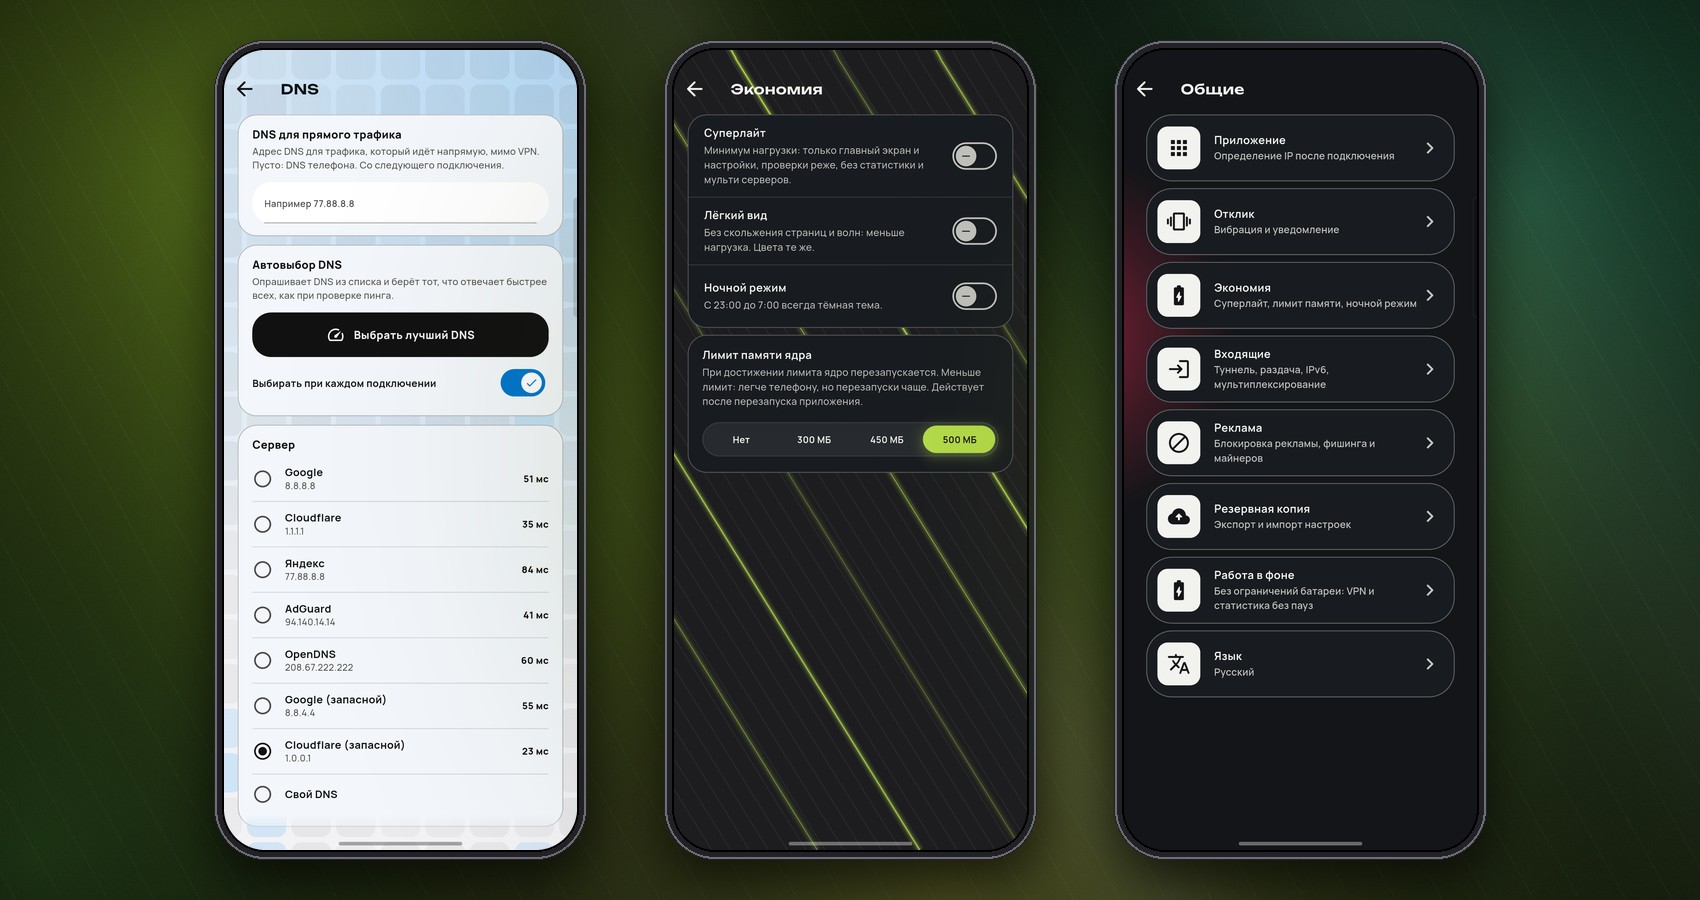 DNS
DNS для прямого трафика
Адрес DNS для трафика, который идёт напрямую, мимо VPN.
Пусто: DNS телефона. Со следующего подключения.
Например 77.88.8.8
Автовыбор DNS
Опрашивает DNS из списка и берёт тот, что отвечает быстрее
всех, как при проверке пинга.
Выбрать лучший DNS
Выбирать при каждом подключении
Сервер
Google
8.8.8.8
51 мс
Cloudflare
1.1.1.1
35 мс
Яндекс
77.88.8.8
84 мс
AdGuard
94.140.14.14
41 мс
OpenDNS
208.67.222.222
60 мс
Google (запасной)
8.8.4.4
55 мс
Cloudflare (запасной)
1.0.0.1
23 мс
Свой DNS
Экономия
Суперлайт
Минимум нагрузки: только главный экран и
настройки, проверки реже, без статистики и
мульти серверов.
Лёгкий вид
Без скольжения страниц и волн: меньше
нагрузка. Цвета те же.
Ночной режим
С 23:00 до 7:00 всегда тёмная тема.
Лимит памяти ядра
При достижении лимита ядро перезапускается. Меньше
лимит: легче телефону, но перезапуски чаще. Действует
после перезапуска приложения.
Нет
300 МБ
450 МБ
500 МБ
Общие
Приложение
Определение IP после подключения
Отклик
Вибрация и уведомление
Экономия
Суперлайт, лимит памяти, ночной режим
Входящие
Туннель, раздача, IPv6,
мультиплексирование
Реклама
Блокировка рекламы, фишинга и
майнеров
Резервная копия
Экспорт и импорт настроек
Работа в фоне
Без ограничений батареи: VPN и
статистика без пауз
Язык
Русский